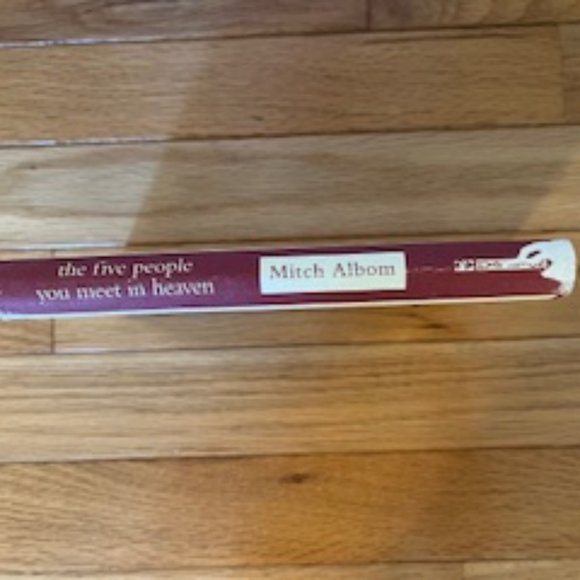 the five people
you meet in heaven
Mitch Albom